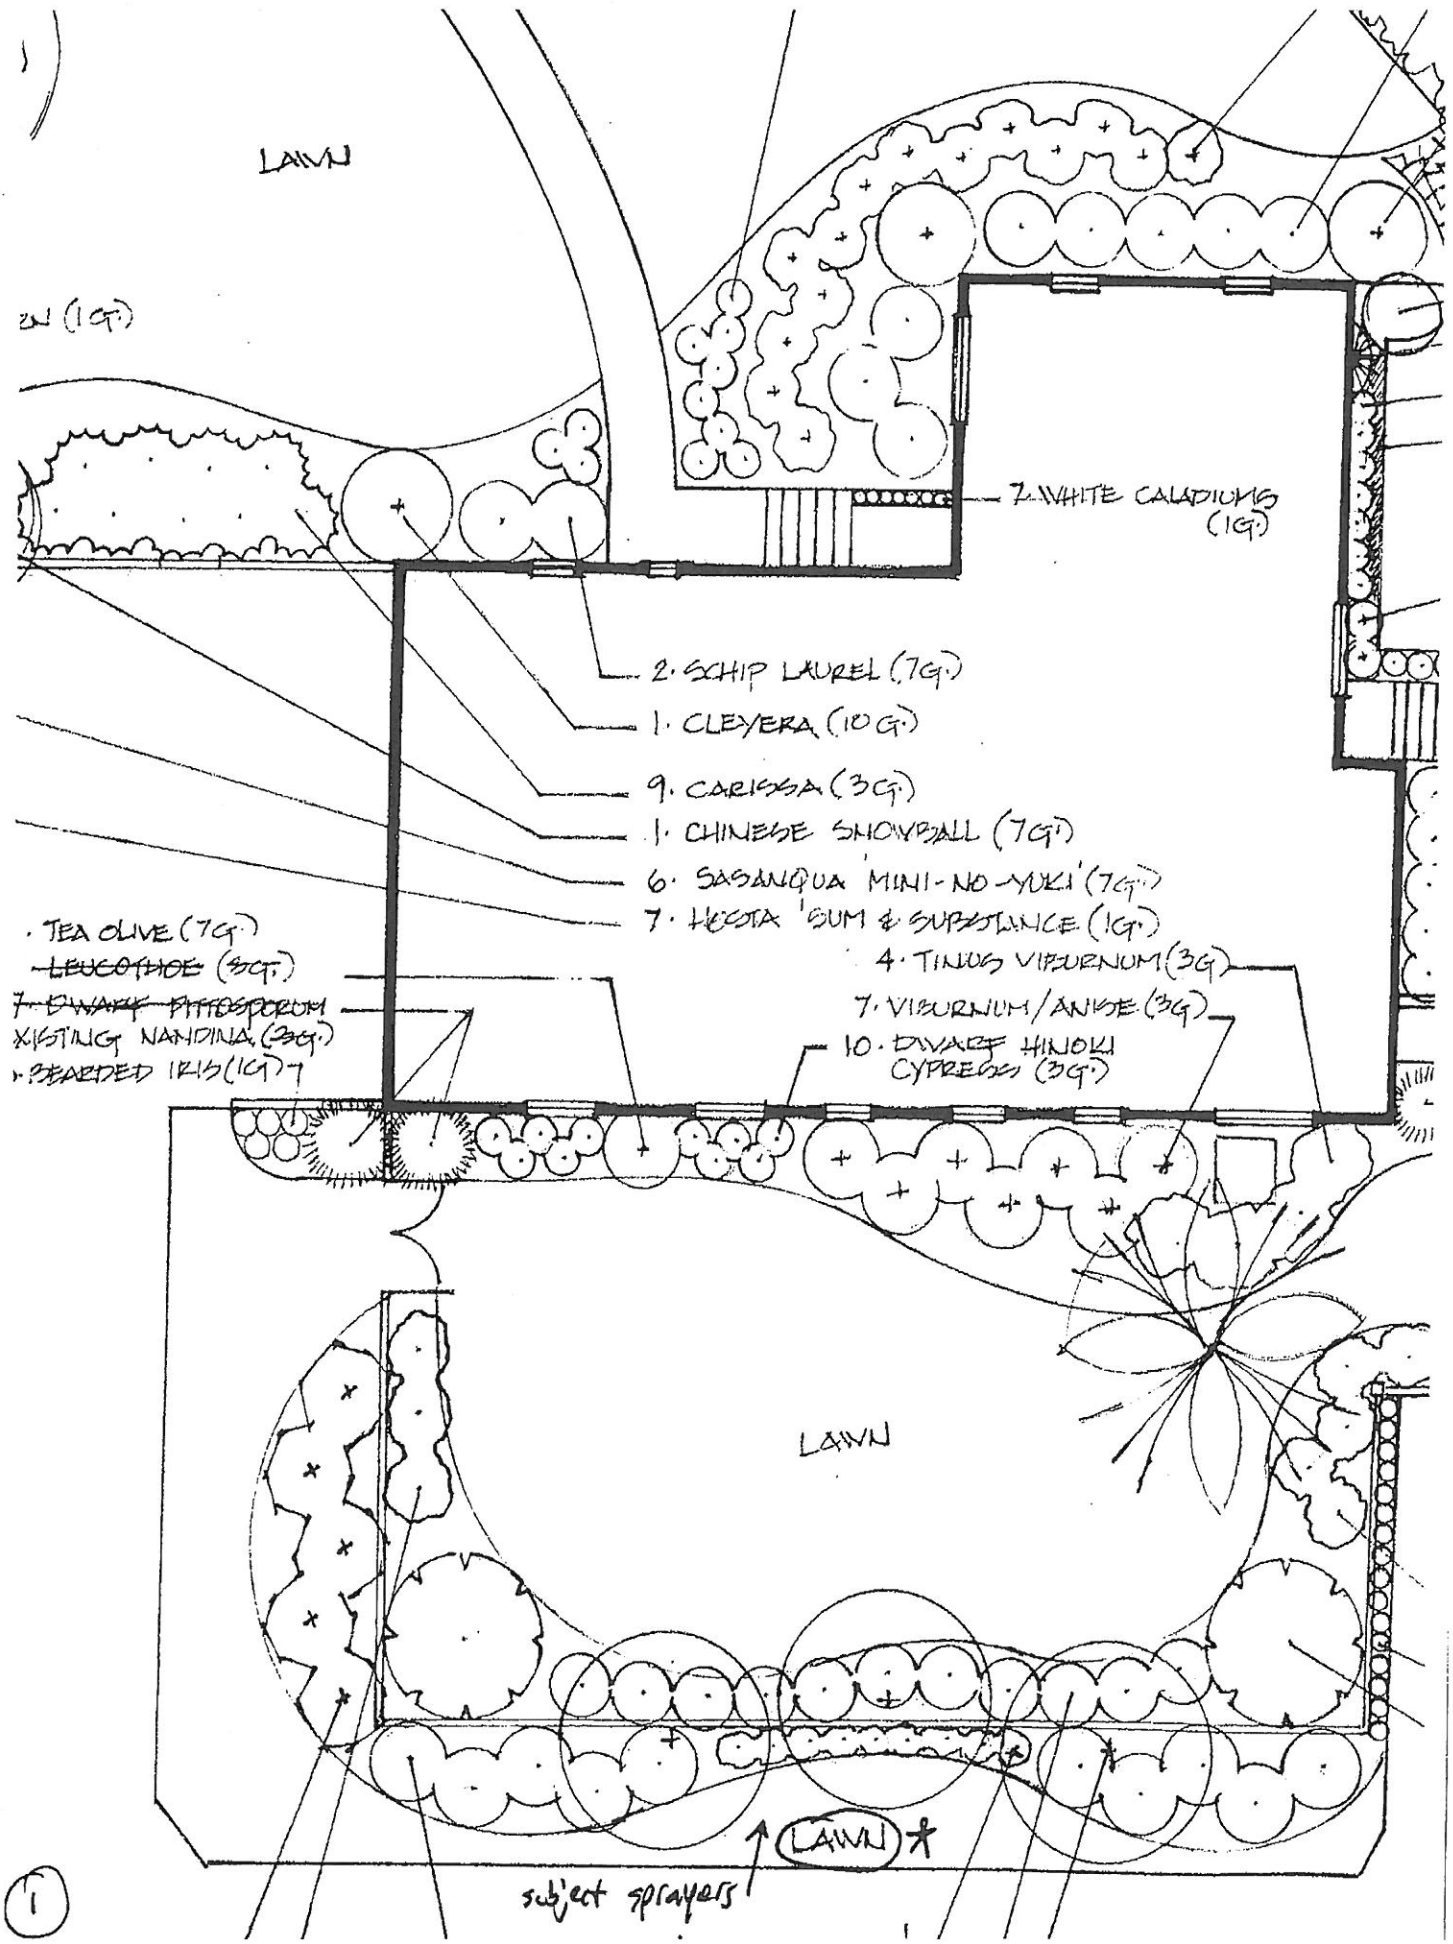 LAWN
(1G.)
7. WHITE CALADIUMS
(1G.)
2. SCHIP LAUREL (7G.)
1. CLEYERA (10 G.)
9. CARISSA (3G.)
1. CHINESE SNOWBALL (7G.)
6. SASANQUA 'MINI-NO-YUKI' (7G.)
7. HOSTA 'SUM & SUBSTANCE (1G.)
. TEA OLIVE (7G.)
LEUCOTHOE (3G.)
7. DWARF PITTOSPORUM
XISTING NANDINA (3G.)
. BEARDED IRIS (1G)
4. TINUS VIBURNUM (3G)
7. VIBURNUM/ANISE (3G)
10. DWARF HINOKI
CYPRESS (3G.)
LAWN
LAWN *
subject sprayers
1